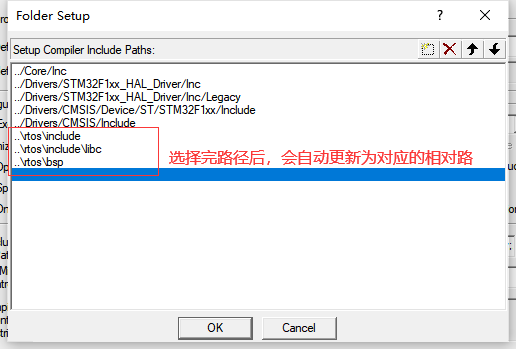 Folder Setup
?
Setup Compiler Include Paths:
../Core/Inc
../Drivers/STM32F1xx_HAL_Driver/Inc
../Drivers/STM32F1xx_HAL_Driver/Inc/Legacy
../Drivers/CMSIS/Device/ST/STM32F1xx/Include
../Drivers/CMSIS/Include
..\rtos\include
..\rtos\include\libc
..\rtos\bsp
选择完路径后，会自动更新为对应的相对路
OK
Cancel